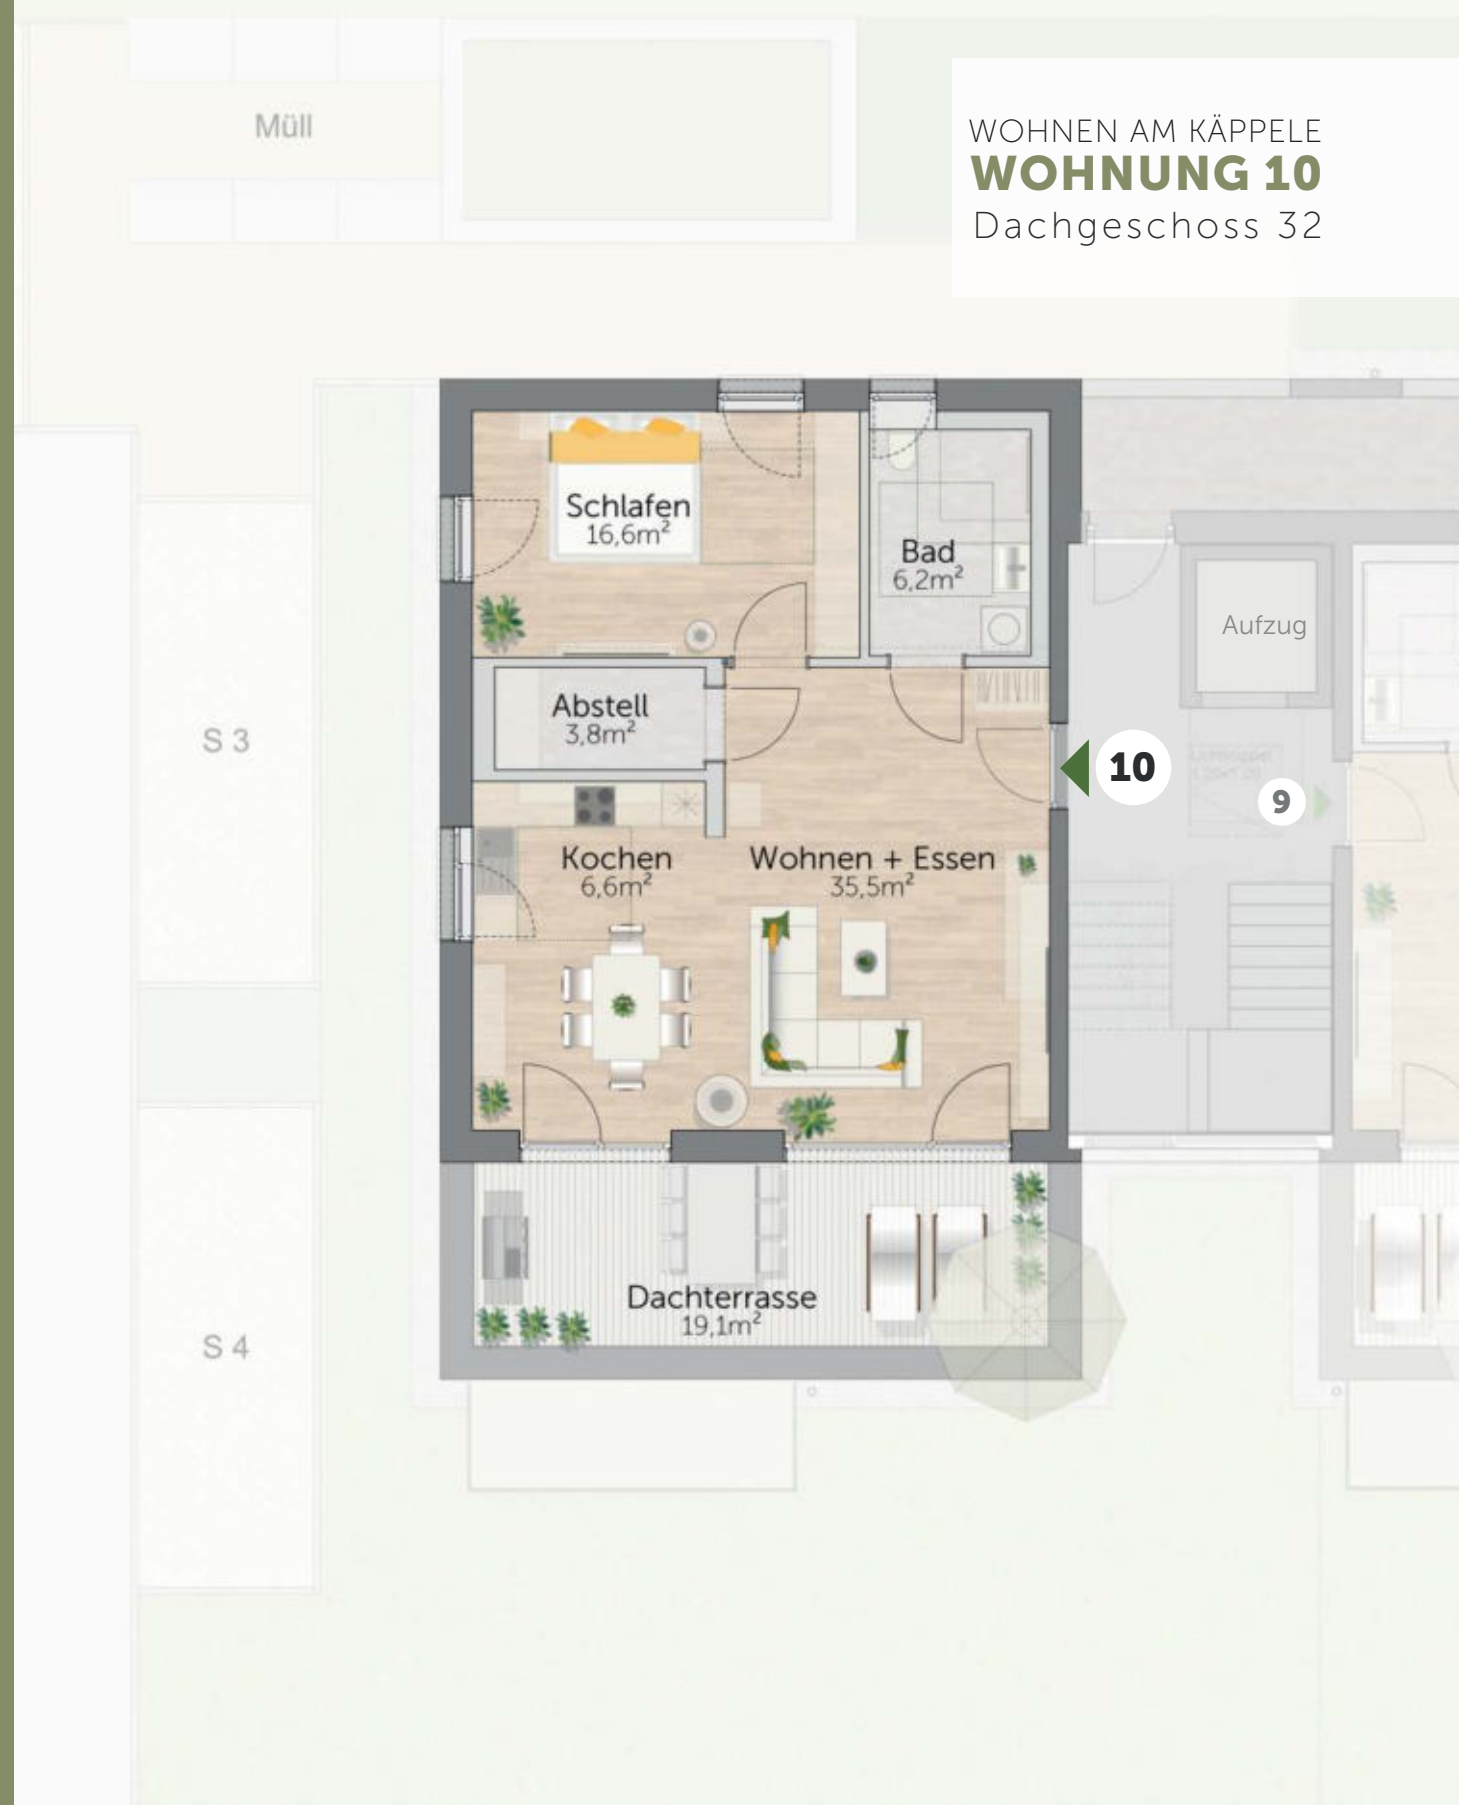 Müll
WOHNEN AM KÄPPELE
WOHNUNG 10
Dachgeschoss 32
Schlafen
16,6m²
Bad
6,2m²
Aufzug
Abstell
3,8m²
S 3
10
9
Kochen
6,6m²
Wohnen + Essen
35,5m²
Dachterrasse
19,1m²
S 4